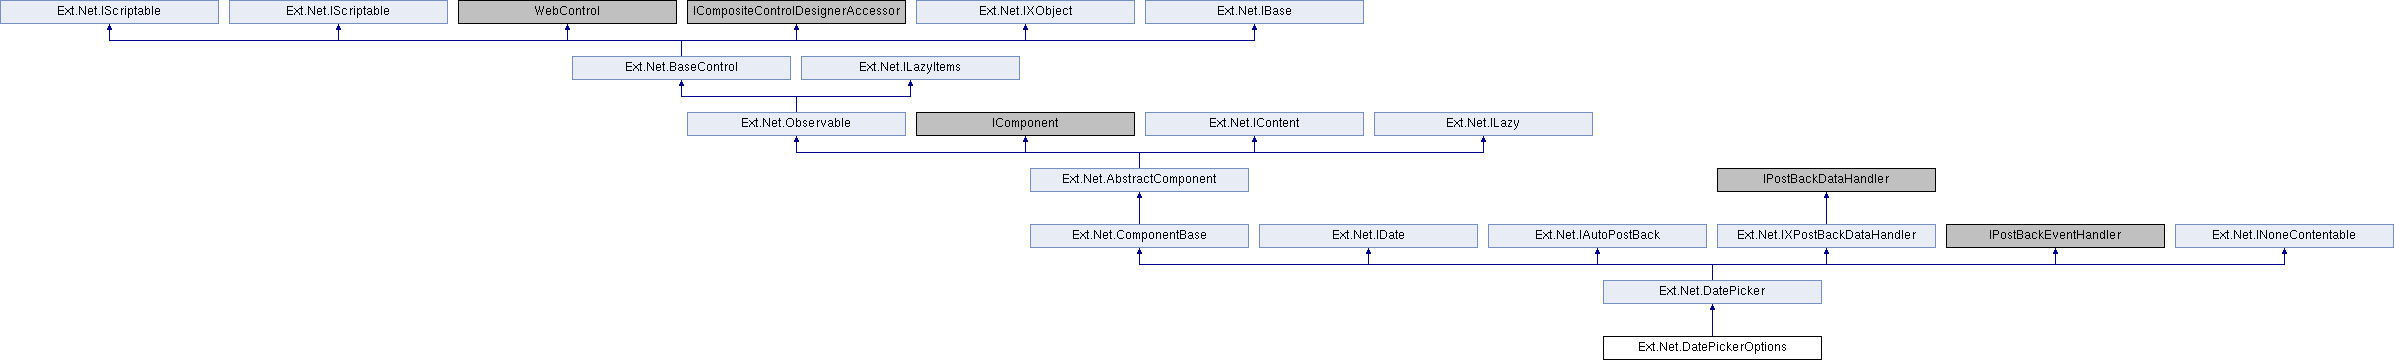 Ext.Net.IScriptable
Ext.Net.IScriptable
WebControl
ICompositeControlDesignerAccessor
Ext.Net.IXObject
Ext.Net.IBase
Ext.Net.BaseControl
Ext.Net.ILazyItems
Ext.Net.Observable
IComponent
Ext.Net.IContent
Ext.Net.ILazy
Ext.Net.AbstractComponent
IPostBackDataHandler
Ext.Net.ComponentBase
Ext.Net.IDate
Ext.Net.IAutoPostBack
Ext.Net.IXPostBackDataHandler
IPostBackEventHandler
Ext.Net.INoneContentable
Ext.Net.DatePicker
Ext.Net.DatePickerOptions